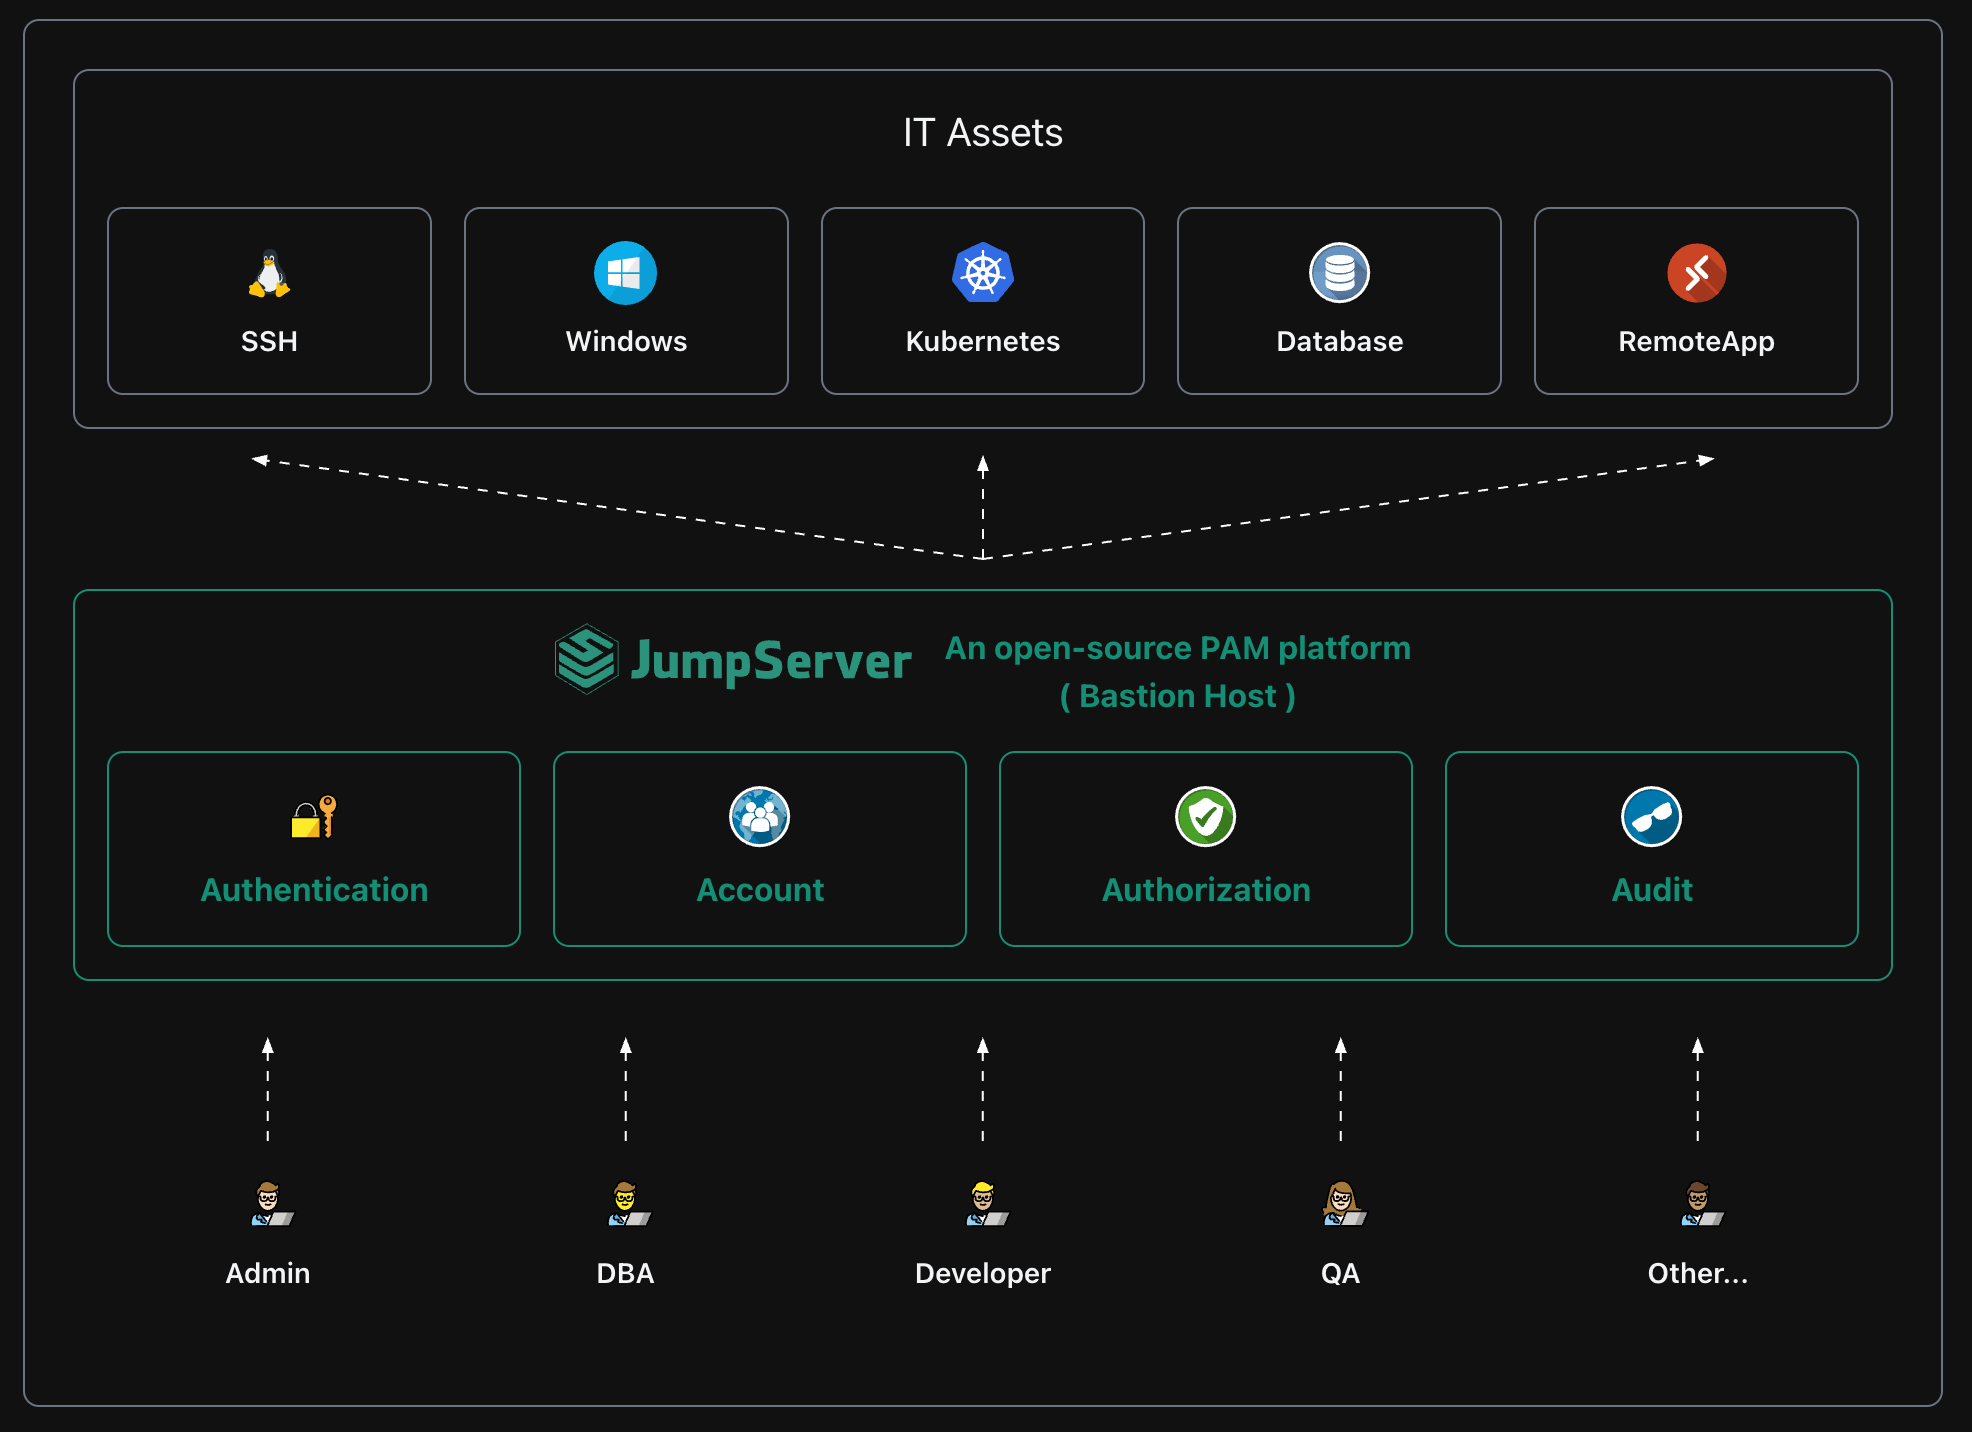 IT Assets
SSH
Windows
Kubernetes
Database
RemoteApp
JumpServer
An open-source PAM platform
( Bastion Host )
Authentication
Account
Authorization
Audit
Admin
DBA
Developer
QA
Other...